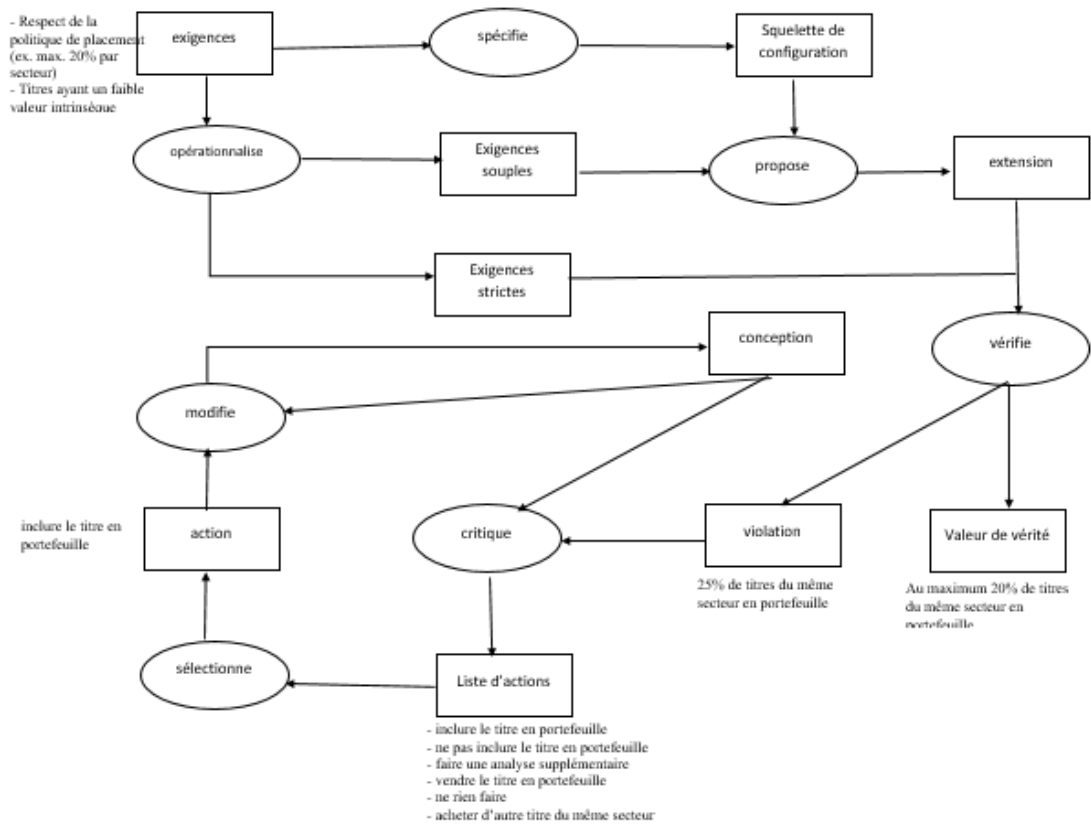 - Respect de la
politique de placement
(ex. max. 20% par
secteur)
- Titres ayant un faible
valeur intrinsèque
exigences
spécifie
Squelette de
configuration
opérationnalise
Exigences
souples
propose
extension
Exigences
strictes
conception
vérifie
modifie
inclure le titre en
portefeuille
action
critique
violation
Valeur de vérité
25% de titres du même
secteur en portefeuille
Au maximum 20% de titres
du même secteur en
portefeuille
sélectionne
Liste d'actions
- inclure le titre en portefeuille
- ne pas inclure le titre en portefeuille
- faire une analyse supplémentaire
- vendre le titre en portefeuille
- ne rien faire
- acheter d'autre titre du même secteur